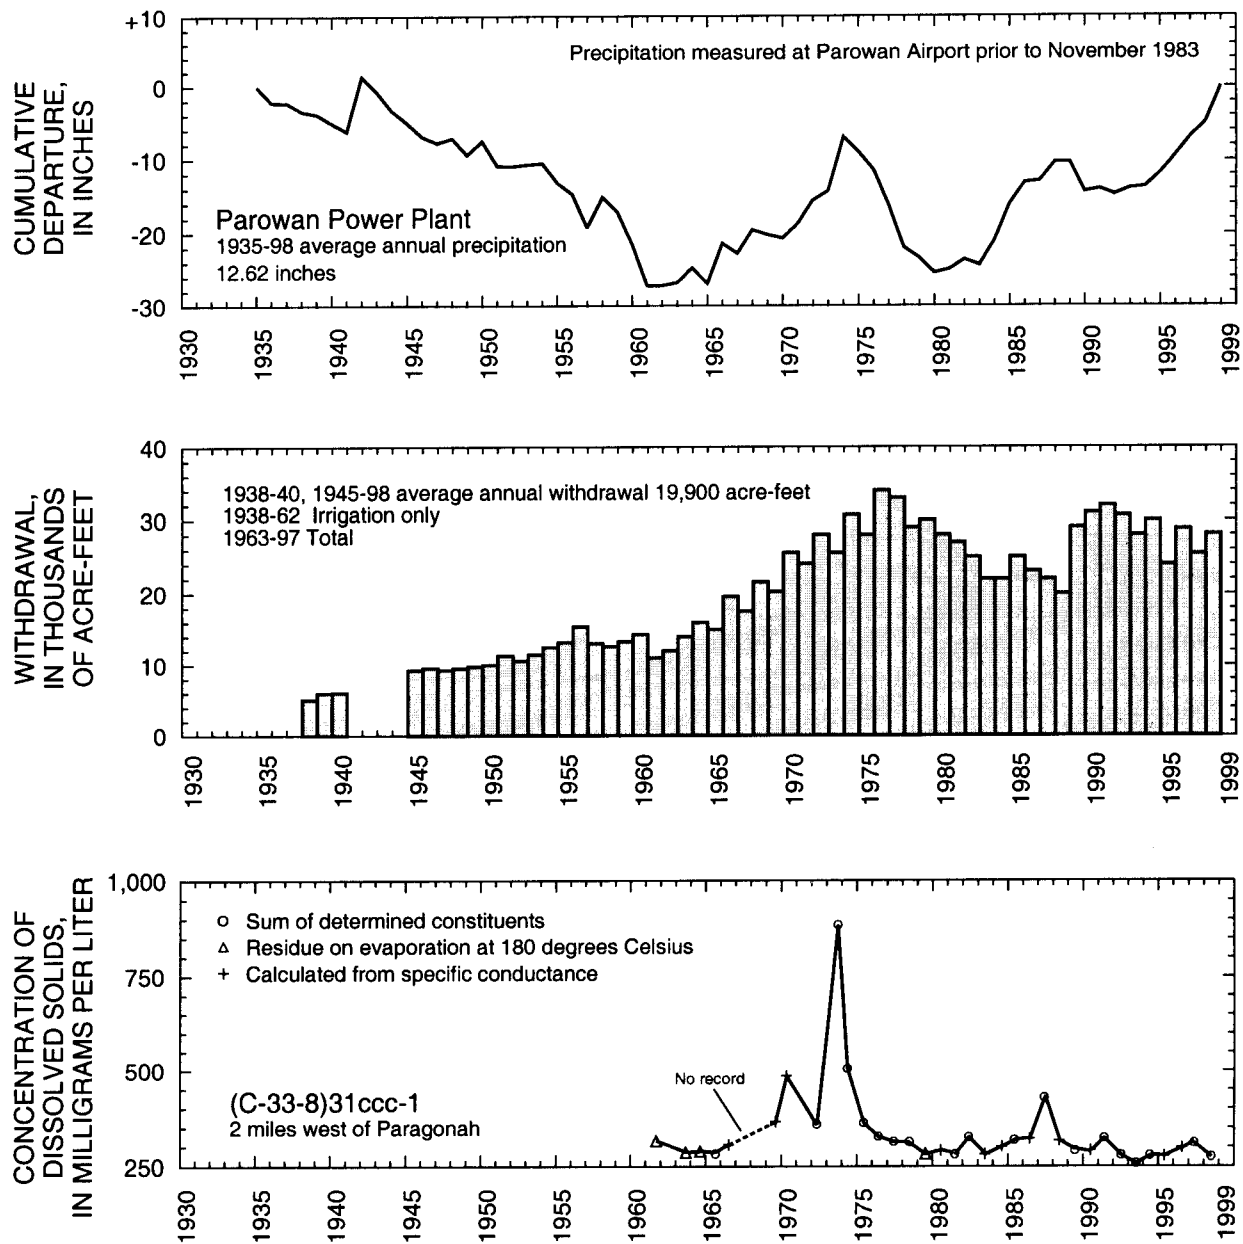 CUMULATIVE
DEPARTURE,
IN INCHES
+10
0
-10
-20
-30
Precipitation measured at Parowan Airport prior to November 1983
Parowan Power Plant
1935-98 average annual precipitation
12.62 inches
1930 1935 1940 1945 1950 1955 1960 1965 1970 1975 1980 1985 1990 1995 1999
WITHDRAWAL,
IN THOUSANDS
OF ACRE-FEET
40
30
20
10
0
1938-40, 1945-98 average annual withdrawal 19,900 acre-feet
1938-62 Irrigation only
1963-97 Total
1930 1935 1940 1945 1950 1955 1960 1965 1970 1975 1980 1985 1990 1995 1999
CONCENTRATION OF
DISSOLVED SOLIDS,
IN MILLIGRAMS PER LITER
1,000
750
500
250
Sum of determined constituents
Residue on evaporation at 180 degrees Celsius
Calculated from specific conductance
No record
(C-33-8)31ccc-1
2 miles west of Paragonah
1930 1935 1940 1945 1950 1955 1960 1965 1970 1975 1980 1985 1990 1995 1999